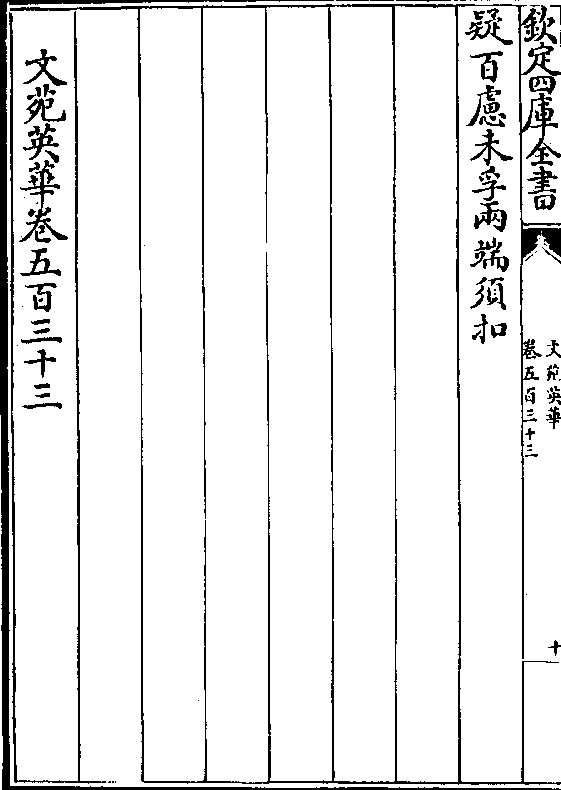 欽定四庫全書
文苑英華
卷五百三十三
十
疑百慮未孚兩端須扣
文苑英華卷五百三十三